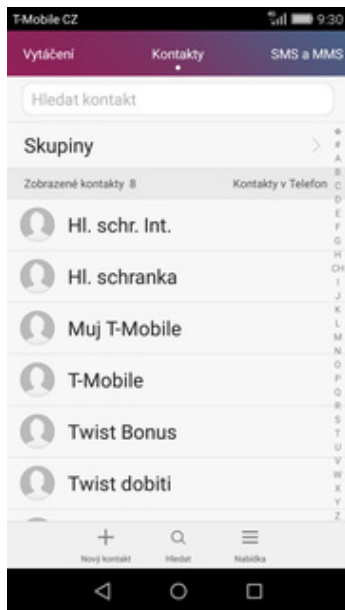 T-Mobile CZ 9:30
Vytáčení Kontakty SMS a MMS
Hledat kontakt
Skupiny
Zobrazené kontakty 8 Kontakty v Telefon
Hl. schr. Int.
Hl. schranka
Muj T-Mobile
T-Mobile
Twist Bonus
Twist dobiti
#
A
B
C
D
E
F
G
H
CH
I
J
K
L
M
N
O
P
Q
R
S
T
U
V
W
X
Y
Z
Nový kontakt Hledat Nabídka